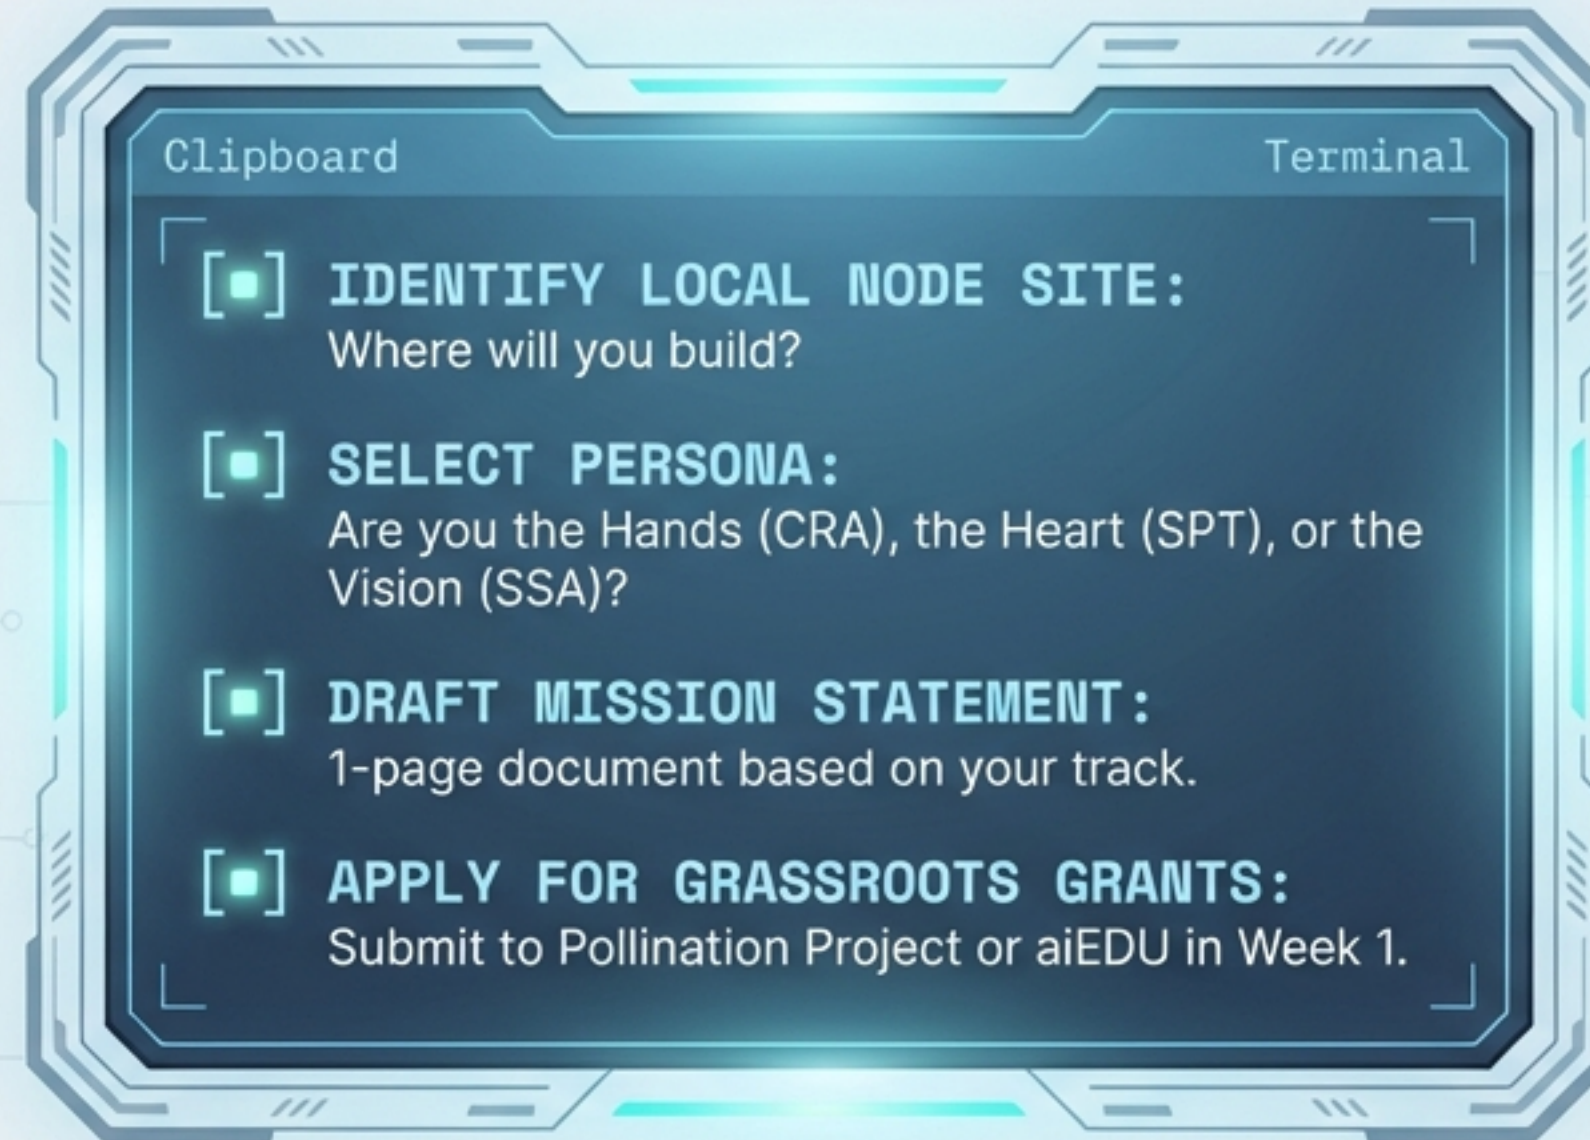 Clipboard
Terminal
IDENTIFY LOCAL NODE SITE:
Where will you build?
SELECT PERSONA:
Are you the Hands (CRA), the Heart (SPT), or the
Vision (SSA)?
DRAFT MISSION STATEMENT:
1-page document based on your track.
APPLY FOR GRASSROOTS GRANTS:
Submit to Pollination Project or aiEDU in Week 1.